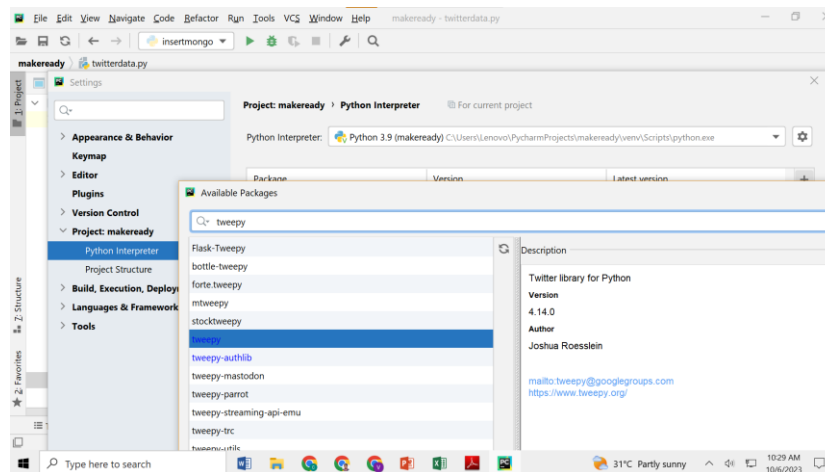 File Edit View Navigate Code Refactor Run Tools VCS Window Help makeready - twitterdata.py
insertmongo
makeready twitterdata.py
1: Project
Settings
Project: makeready › Python Interpreter For current project
Appearance & Behavior
Python Interpreter: Python 3.9 (makeready) C:\Users\Lenovo\PycharmProjects\makeready\venv\Scripts\python.exe
Keymap
Editor
Package Version Latest version
Plugins
Available Packages
Version Control
tweepy
Project: makeready
Python Interpreter
Project Structure
Build, Execution, Deploy
Languages & Framework
Tools
Flask-Tweepy
bottle-tweepy
forte.tweepy
mtweepy
stocktweepy
tweepy
tweepy-authlib
tweepy-mastodon
tweepy-parrot
tweepy-streaming-api-emu
tweepy-trc
tweepy-utils
Description
Twitter library for Python
Version
4.14.0
Author
Joshua Roesslein
mailto:tweepy@googlegroups.com
https://www.tweepy.org/
Z: Structure
2: Favorites
Type here to search
31°C Partly sunny
10:29 AM
10/6/2023